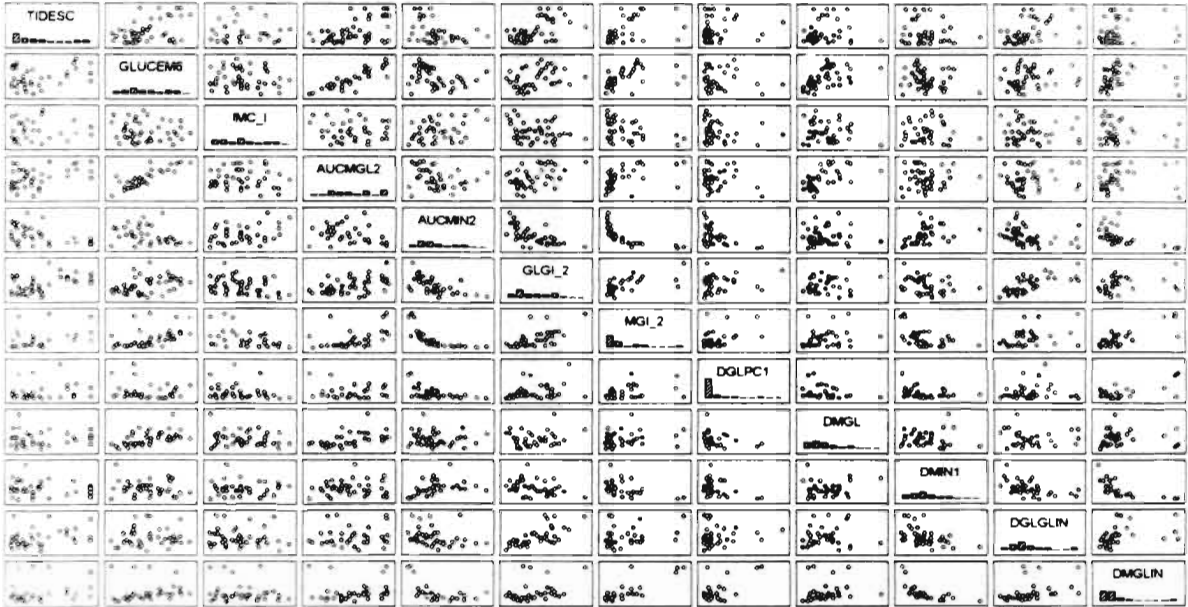 TIDESC
GLUCEM6
IMC_I
AUCMGL2
AUCMIN2
GLGI_2
MGI_2
DGLPC1
DMGL
DMIN1
DGLGLIN
DMGLIN